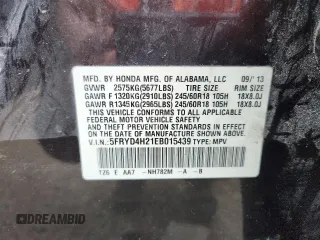 MFD. BY HONDA MFG. OF ALABAMA, LLC 09/'13
GVWR 2575KG(5677LBS) TIRE SIZE RIM SIZE
GAWR F 1320KG(2910LBS) 245/60R18 105H 18X8.0J
GAWR R 1345KG(2965LBS) 245/60R18 105H 18X8.0J
THIS VEHICLE CONFORMS TO ALL APPLICABLE
FEDERAL MOTOR VEHICLE SAFETY AND
THEFT PREVENTION STANDARDS IN EFFECT
ON THE DATE OF MANUFACTURE SHOWN ABOVE.
V.I.N.: 5FRYD4H21EB015439 TYPE: MPV
TZ5 E AA7 NH782M A B